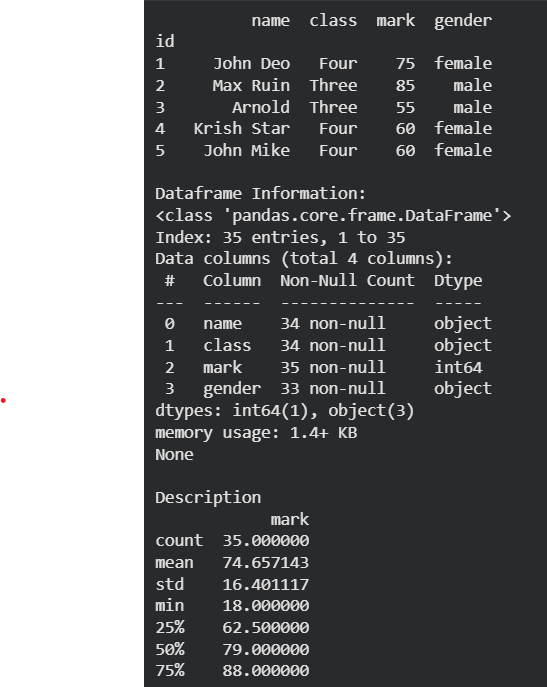 name class mark gender
id
1 John Deo Four 75 female
2 Max Ruin Three 85 male
3 Arnold Three 55 male
4 Krish Star Four 60 female
5 John Mike Four 60 female
Dataframe Information:
<class 'pandas.core.frame.DataFrame'>
Index: 35 entries, 1 to 35
Data columns (total 4 columns):
# Column Non-Null Count Dtype
--- ------ -------------- -----
0 name 34 non-null object
1 class 34 non-null object
2 mark 35 non-null int64
3 gender 33 non-null object
dtypes: int64(1), object(3)
memory usage: 1.4+ KB
None
Description
mark
count 35.000000
mean 74.657143
std 16.401117
min 18.000000
25% 62.500000
50% 79.000000
75% 88.000000